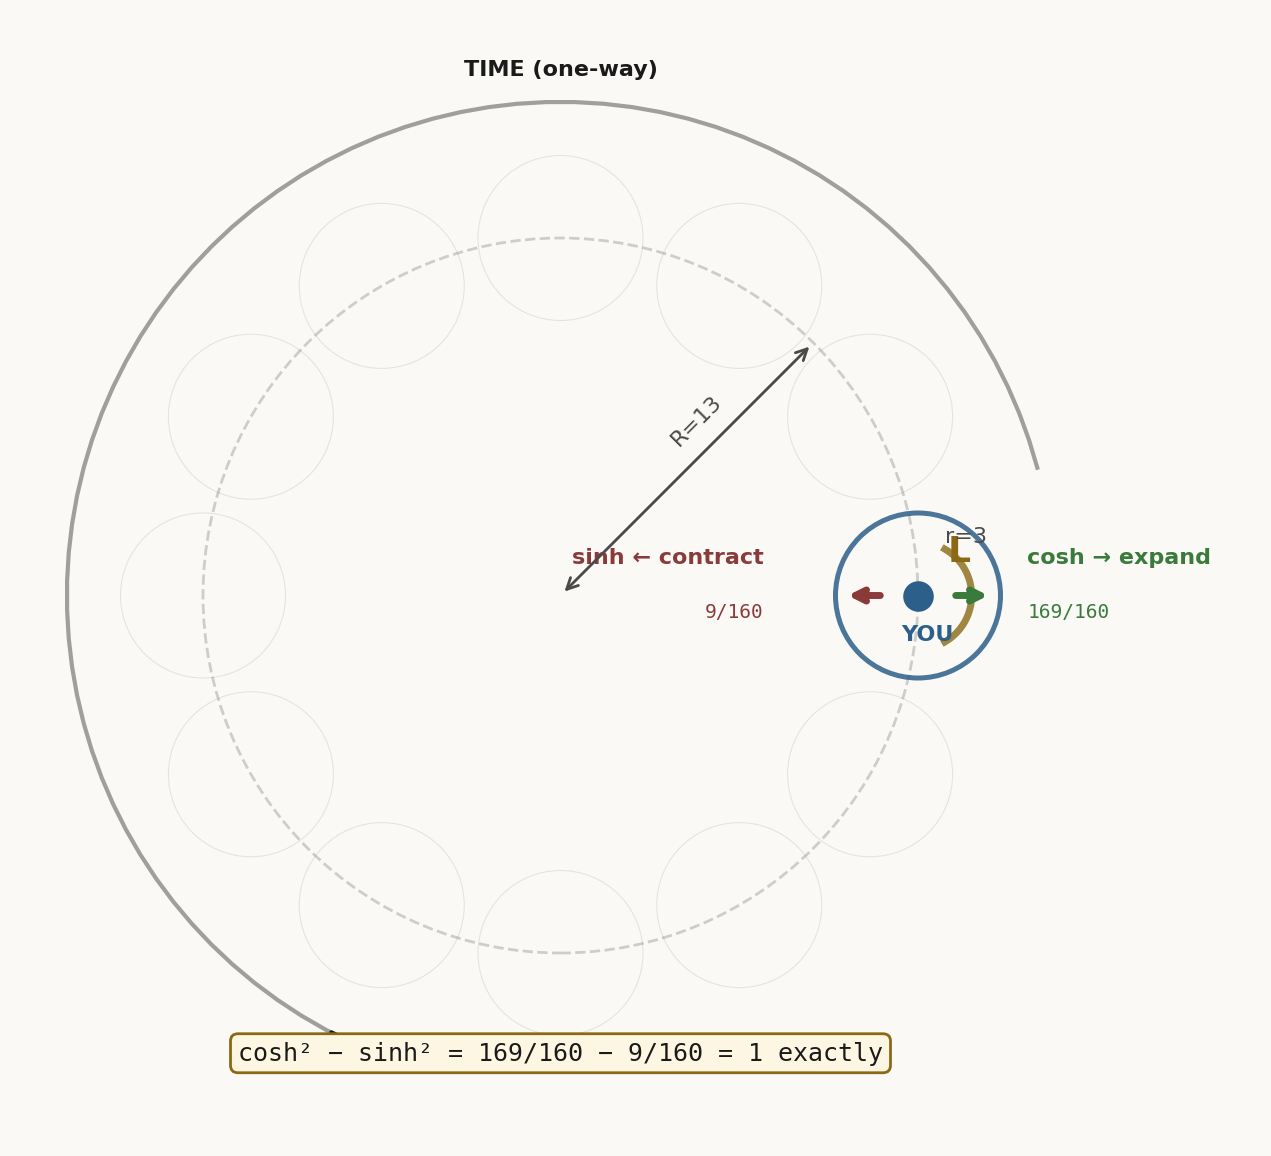 TIME (one-way)
R=13
r=3
L
sinh ← contract
cosh → expand
9/160
169/160
YOU
cosh² − sinh² = 169/160 − 9/160 = 1 exactly